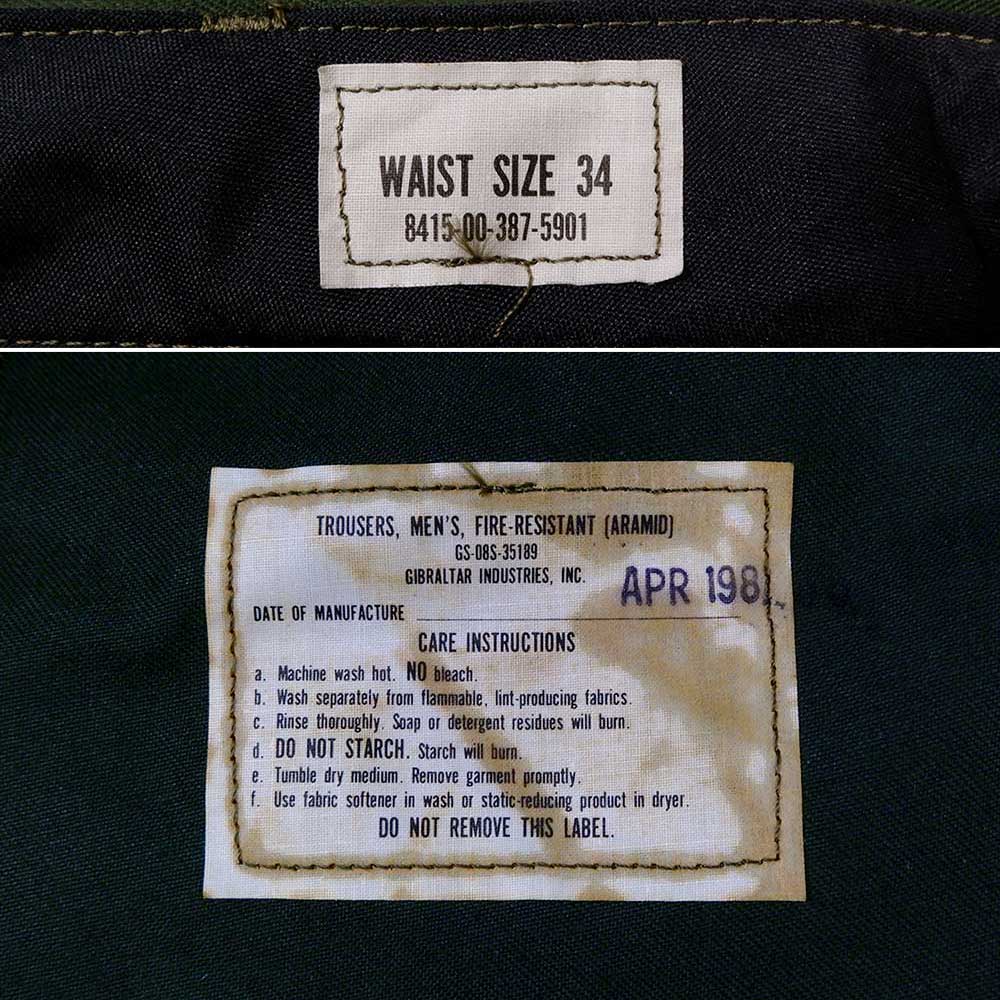 WAIST SIZE 34
8415-00-387-5901
TROUSERS, MEN'S, FIRE-RESISTANT (ARAMID)
GS-08S-35189
GIBRALTAR INDUSTRIES, INC.
APR 198
DATE OF MANUFACTURE
CARE INSTRUCTIONS
a. Machine wash hot. NO bleach.
b. Wash separately from flammable, lint-producing fabrics.
c. Rinse thoroughly. Soap or detergent residues will burn.
d. DO NOT STARCH. Starch will burn.
e. Tumble dry medium. Remove garment promptly.
f. Use fabric softener in wash or static-reducing product in dryer.
DO NOT REMOVE THIS LABEL.